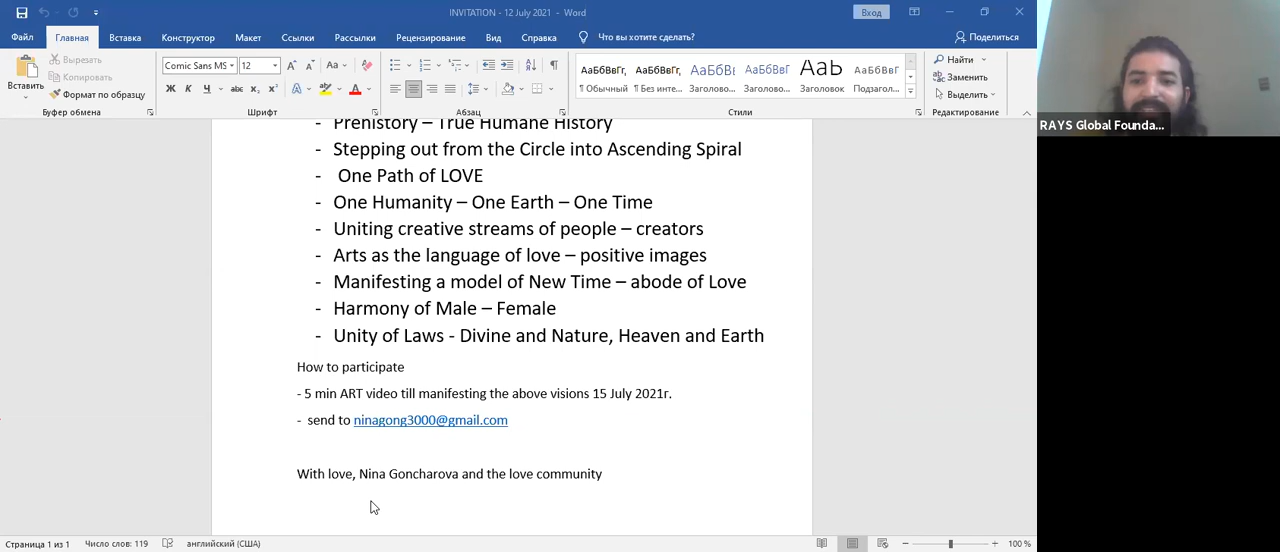 INVITATION - 12 July 2021 - Word
Вход
Файл Главная Вставка Конструктор Макет Ссылки Рассылки Рецензирование Вид Справка Что вы хотите сделать? Поделиться
Вставить
Вырезать
Копировать
Формат по образцу
Буфер обмена
Comic Sans MS 12
Aa
Ж К Ч abc x₂ x²
Шрифт
Абзац
АаБбВвГг, АаБбВвГг, АаБбВвГ АаБбВвГ АаЬ АаБбВвГ
¶ Обычный ¶ Без инте... Заголово... Заголово... Заголовок Подзагол...
Стили
Найти
Заменить
Выделить
Редактирование
RAYS Global Founda...
- Prehistory – True Humane History
- Stepping out from the Circle into Ascending Spiral
- One Path of LOVE
- One Humanity – One Earth – One Time
- Uniting creative streams of people – creators
- Arts as the language of love – positive images
- Manifesting a model of New Time – abode of Love
- Harmony of Male – Female
- Unity of Laws - Divine and Nature, Heaven and Earth
How to participate
- 5 min ART video till manifesting the above visions 15 July 2021г.
- send to ninagong3000@gmail.com
With love, Nina Goncharova and the love community
Страница 1 из 1 Число слов: 119 английский (США) 100 %